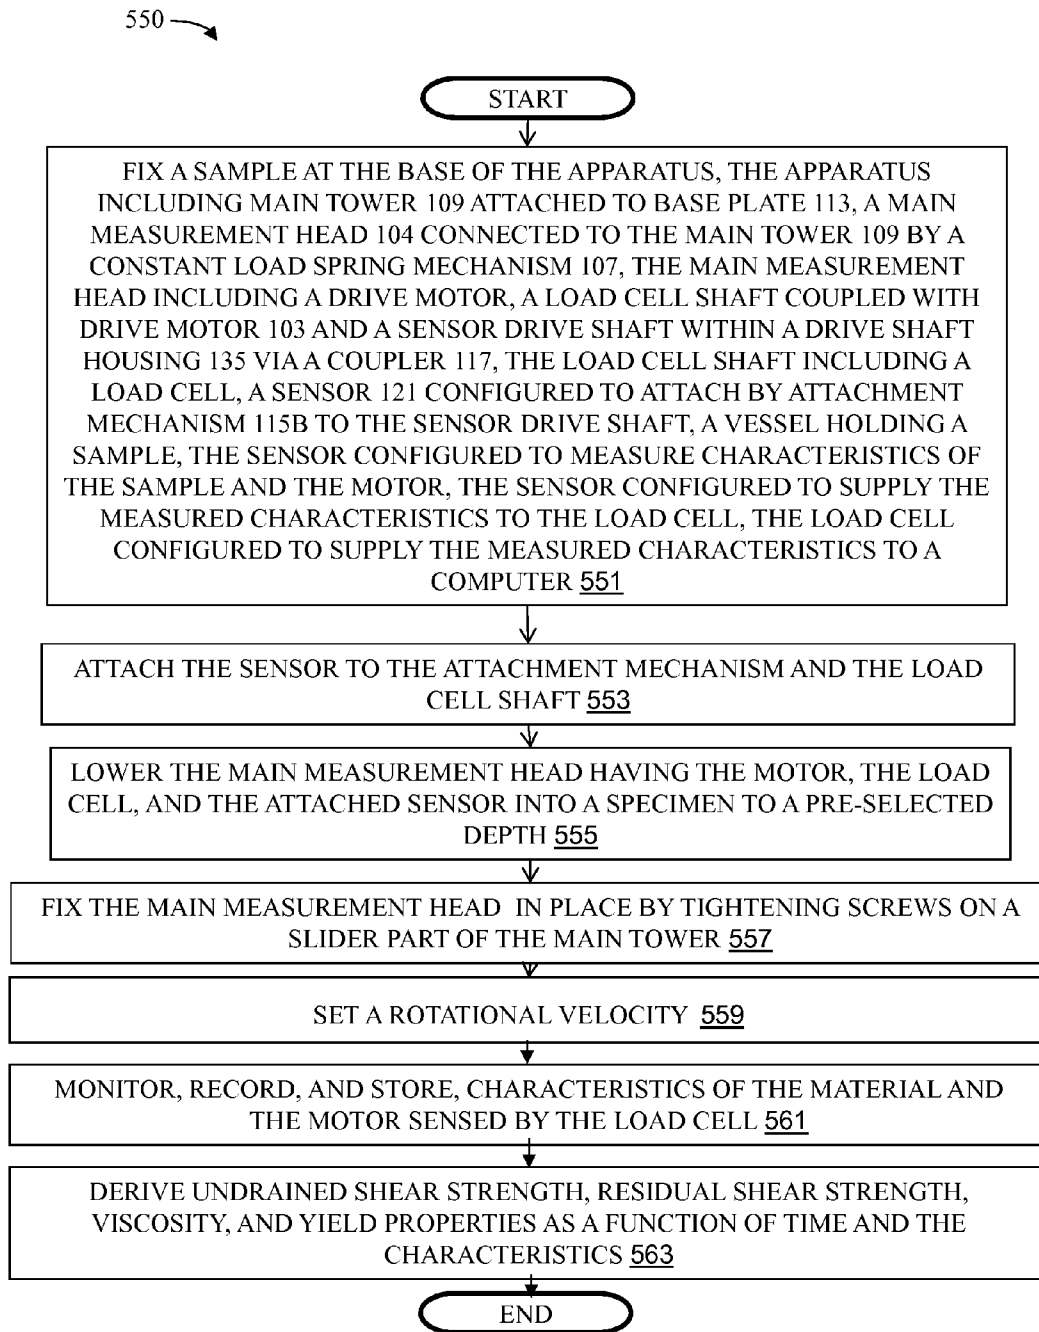 550
START
FIX A SAMPLE AT THE BASE OF THE APPARATUS, THE APPARATUS
INCLUDING MAIN TOWER 109 ATTACHED TO BASE PLATE 113, A MAIN
MEASUREMENT HEAD 104 CONNECTED TO THE MAIN TOWER 109 BY A
CONSTANT LOAD SPRING MECHANISM 107, THE MAIN MEASUREMENT
HEAD INCLUDING A DRIVE MOTOR, A LOAD CELL SHAFT COUPLED WITH
DRIVE MOTOR 103 AND A SENSOR DRIVE SHAFT WITHIN A DRIVE SHAFT
HOUSING 135 VIA A COUPLER 117, THE LOAD CELL SHAFT INCLUDING A
LOAD CELL, A SENSOR 121 CONFIGURED TO ATTACH BY ATTACHMENT
MECHANISM 115B TO THE SENSOR DRIVE SHAFT, A VESSEL HOLDING A
SAMPLE, THE SENSOR CONFIGURED TO MEASURE CHARACTERISTICS OF
THE SAMPLE AND THE MOTOR, THE SENSOR CONFIGURED TO SUPPLY THE
MEASURED CHARACTERISTICS TO THE LOAD CELL, THE LOAD CELL
CONFIGURED TO SUPPLY THE MEASURED CHARACTERISTICS TO A
COMPUTER 551
ATTACH THE SENSOR TO THE ATTACHMENT MECHANISM AND THE LOAD
CELL SHAFT 553
LOWER THE MAIN MEASUREMENT HEAD HAVING THE MOTOR, THE LOAD
CELL, AND THE ATTACHED SENSOR INTO A SPECIMEN TO A PRE-SELECTED
DEPTH 555
FIX THE MAIN MEASUREMENT HEAD IN PLACE BY TIGHTENING SCREWS ON A
SLIDER PART OF THE MAIN TOWER 557
SET A ROTATIONAL VELOCITY 559
MONITOR, RECORD, AND STORE, CHARACTERISTICS OF THE MATERIAL AND
THE MOTOR SENSED BY THE LOAD CELL 561
DERIVE UNDRAINED SHEAR STRENGTH, RESIDUAL SHEAR STRENGTH,
VISCOSITY, AND YIELD PROPERTIES AS A FUNCTION OF TIME AND THE
CHARACTERISTICS 563
END